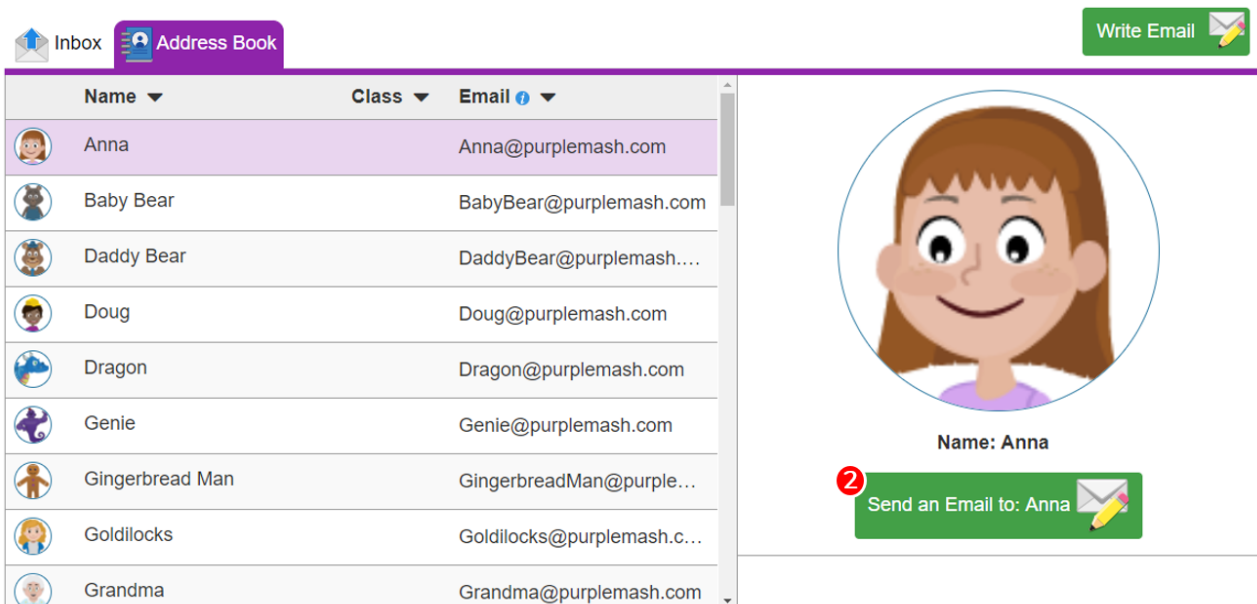 Inbox
Address Book
Write Email
Name Class Email
Anna Anna@purplemash.com
Baby Bear BabyBear@purplemash.com
Daddy Bear DaddyBear@purplemash....
Doug Doug@purplemash.com
Dragon Dragon@purplemash.com
Genie Genie@purplemash.com
Gingerbread Man GingerbreadMan@purple...
Goldilocks Goldilocks@purplemash.c...
Grandma Grandma@purplemash.com
Name: Anna
2
Send an Email to: Anna